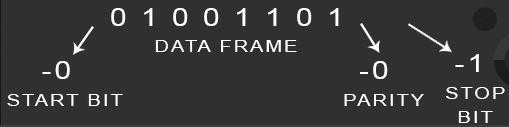 0 1 0 0 1 1 0 1
DATA FRAME
-0
START BIT
-0
PARITY
-1
STOP
BIT